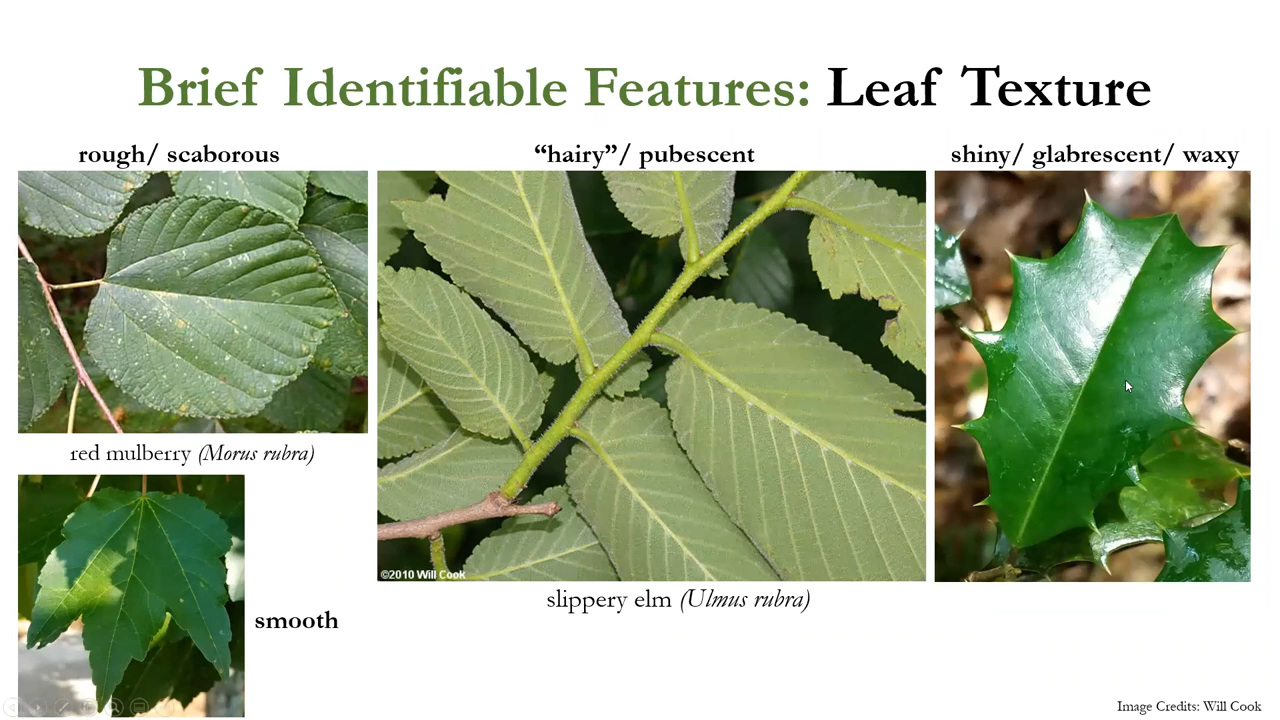 Brief Identifiable Features: Leaf Texture
rough/ scaborous
“hairy”/ pubescent
shiny/ glabrescent/ waxy
red mulberry (Morus rubra)
©2010 Will Cook
slippery elm (Ulmus rubra)
smooth
Image Credits: Will Cook